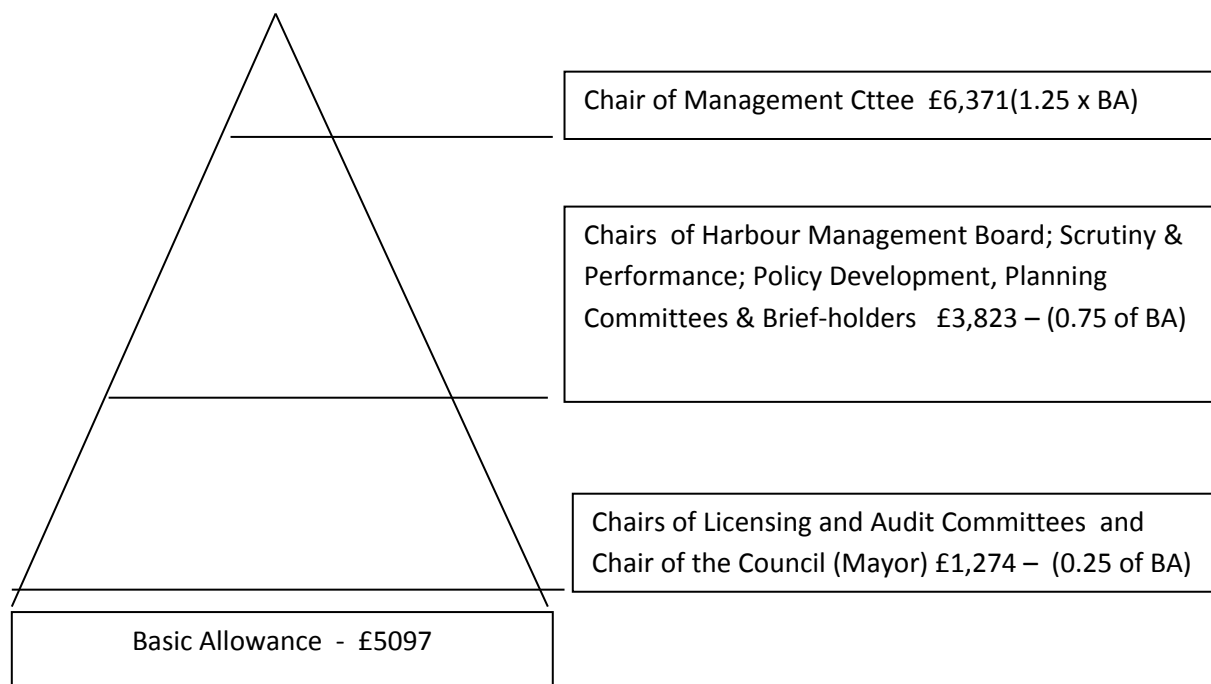 Chair of Management Cttee £6,371(1.25 x BA)
Chairs of Harbour Management Board; Scrutiny &
Performance; Policy Development, Planning
Committees & Brief-holders £3,823 – (0.75 of BA)
Chairs of Licensing and Audit Committees and
Chair of the Council (Mayor) £1,274 – (0.25 of BA)
Basic Allowance - £5097